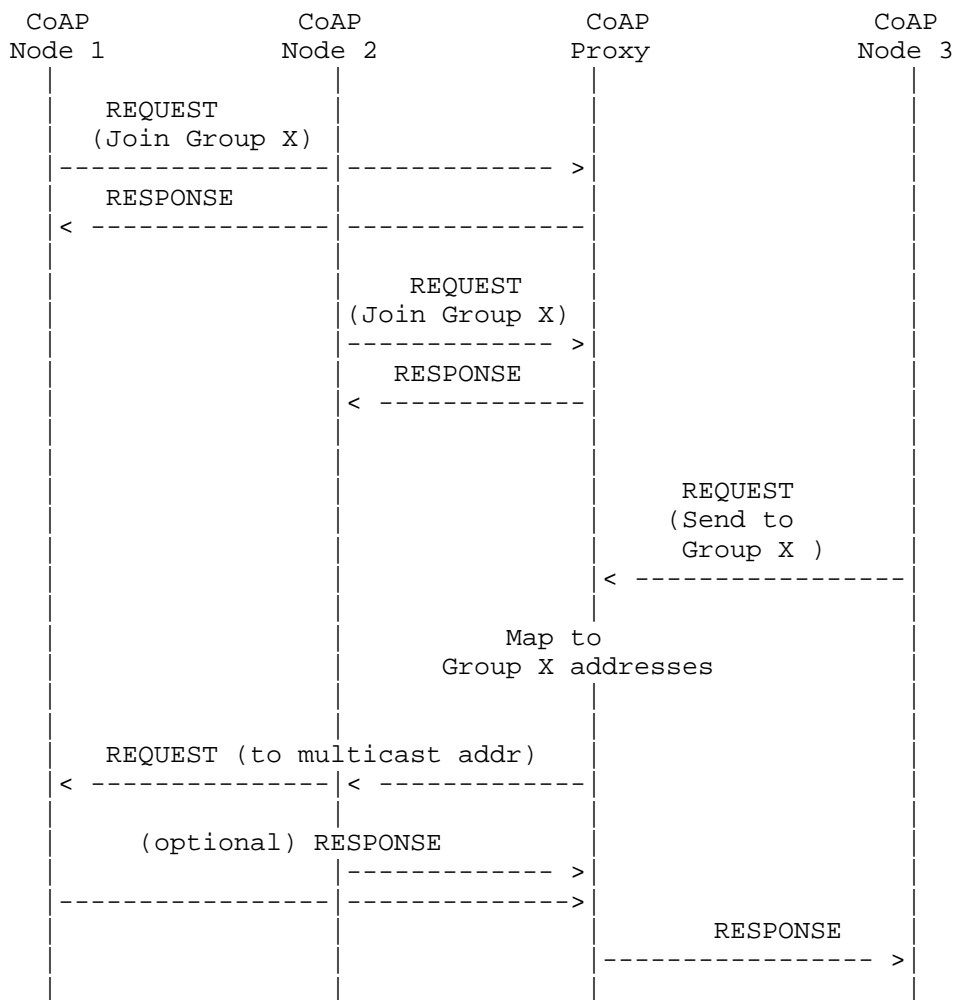 CoAP CoAP CoAP CoAP
Node 1 Node 2 Proxy Node 3
REQUEST
(Join Group X)
RESPONSE
REQUEST
(Join Group X)
RESPONSE
REQUEST
(Send to
Group X )
Map to
Group X addresses
REQUEST (to multicast addr)
(optional) RESPONSE
RESPONSE